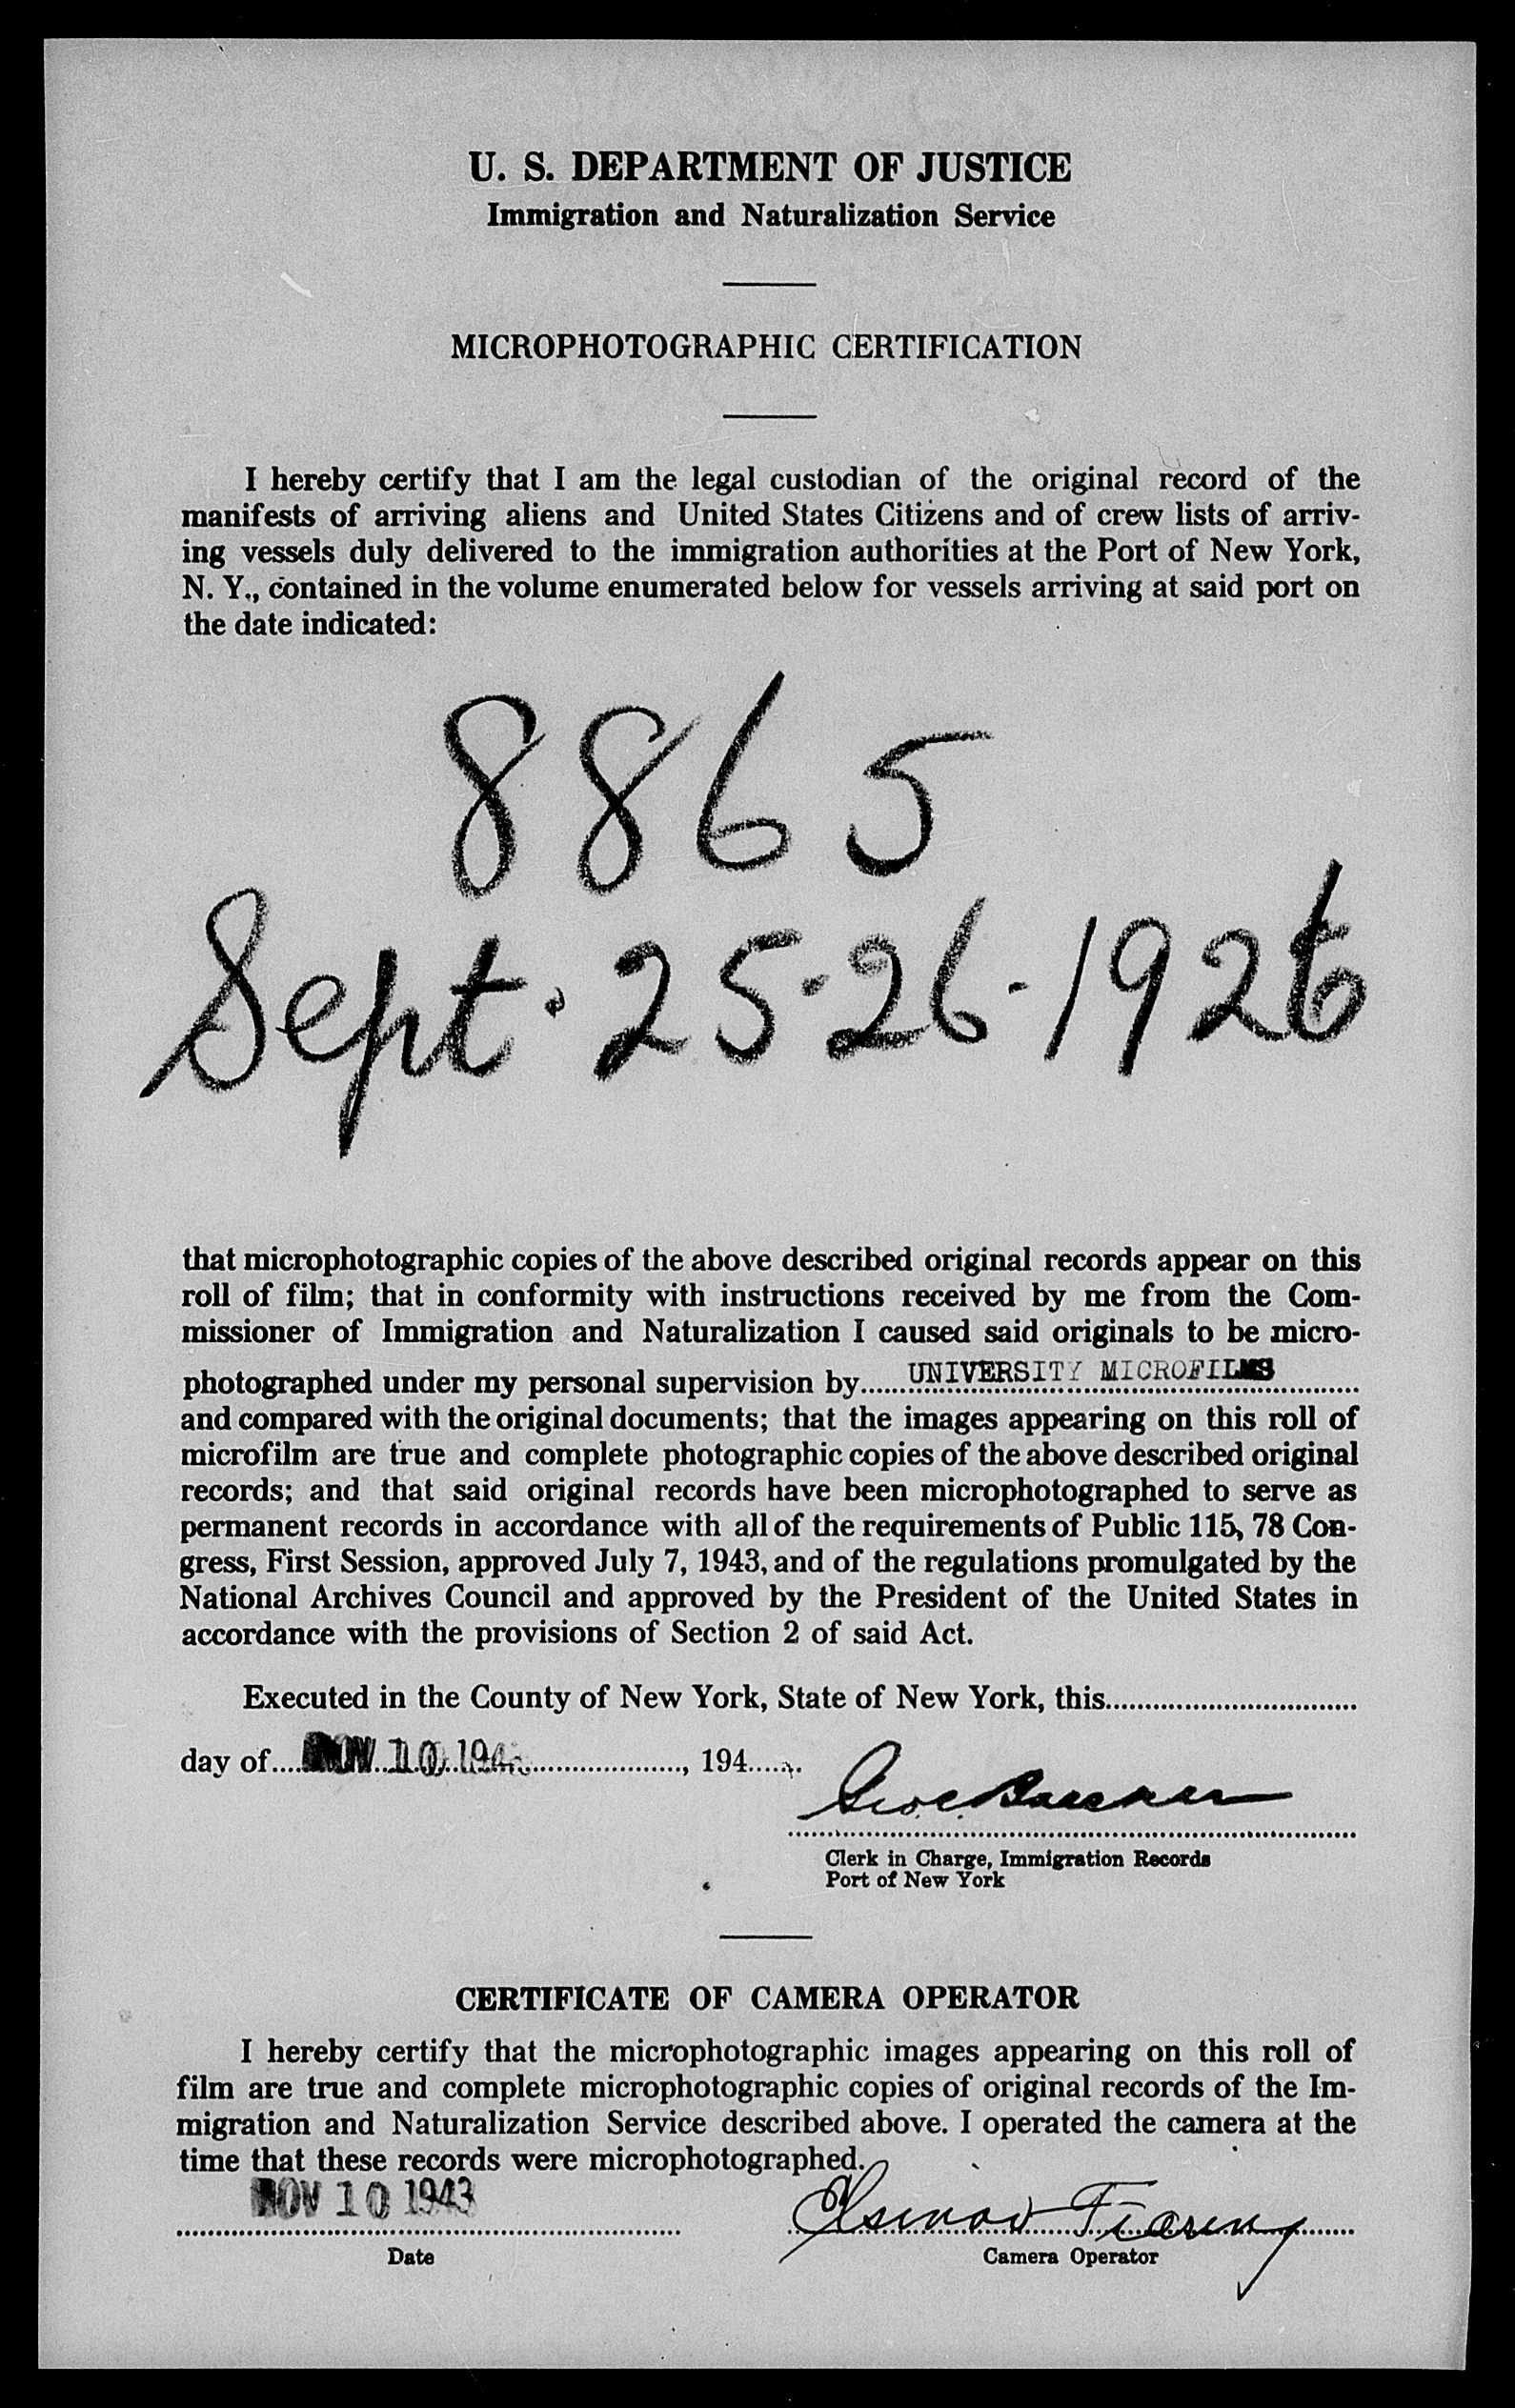 U. S. DEPARTMENT OF JUSTICE
Immigration and Naturalization Service
MICROPHOTOGRAPHIC CERTIFICATION
I hereby certify that I am the legal custodian of the original record of the
manifests of arriving aliens and United States Citizens and of crew lists of arriv-
ing vessels duly delivered to the immigration authorities at the Port of New York,
N. Y., contained in the volume enumerated below for vessels arriving at said port on
the date indicated:
8865
Sept. 25-26-1926
that microphotographic copies of the above described original records appear on this
roll of film; that in conformity with instructions received by me from the Com-
missioner of Immigration and Naturalization I caused said originals to be micro-
photographed under my personal supervision by UNIVERSITY MICROFILMS
and compared with the original documents; that the images appearing on this roll of
microfilm are true and complete photographic copies of the above described original
records; and that said original records have been microphotographed to serve as
permanent records in accordance with all of the requirements of Public 115, 78 Con-
gress, First Session, approved July 7, 1943, and of the regulations promulgated by the
National Archives Council and approved by the President of the United States in
accordance with the provisions of Section 2 of said Act.
Executed in the County of New York, State of New York, this
day of NOV 10 194 , 194
Clerk in Charge, Immigration Records
Port of New York
CERTIFICATE OF CAMERA OPERATOR
I hereby certify that the microphotographic images appearing on this roll of
film are true and complete microphotographic copies of original records of the Im-
migration and Naturalization Service described above. I operated the camera at the
time that these records were microphotographed.
NOV 10 1943
Date
Camera Operator